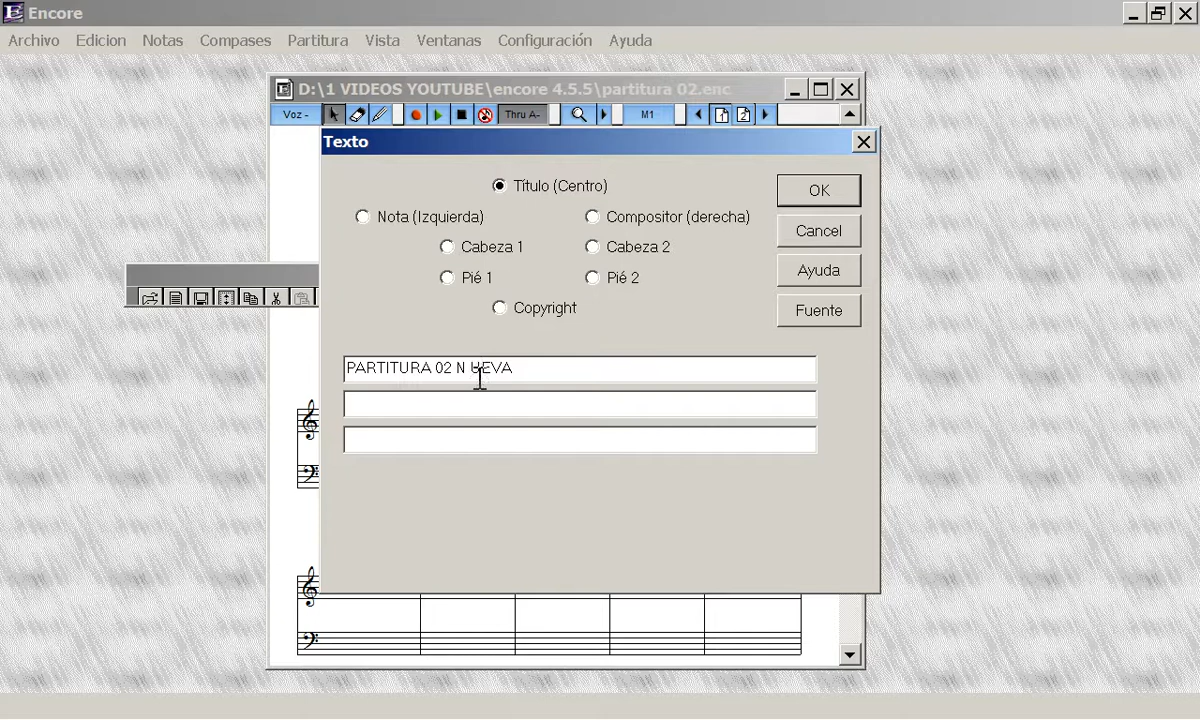 Encore
Archivo Edicion Notas Compases Partitura Vista Ventanas Configuración Ayuda
D:\1 VIDEOS YOUTUBE\encore 4.5.5\partitura 02.enc
Voz - Thru A- M1 1 2
Texto
Título (Centro)
Nota (Izquierda) Compositor (derecha)
Cabeza 1 Cabeza 2
Pié 1 Pié 2
Copyright
OK
Cancel
Ayuda
Fuente
PARTITURA 02 N UEVA